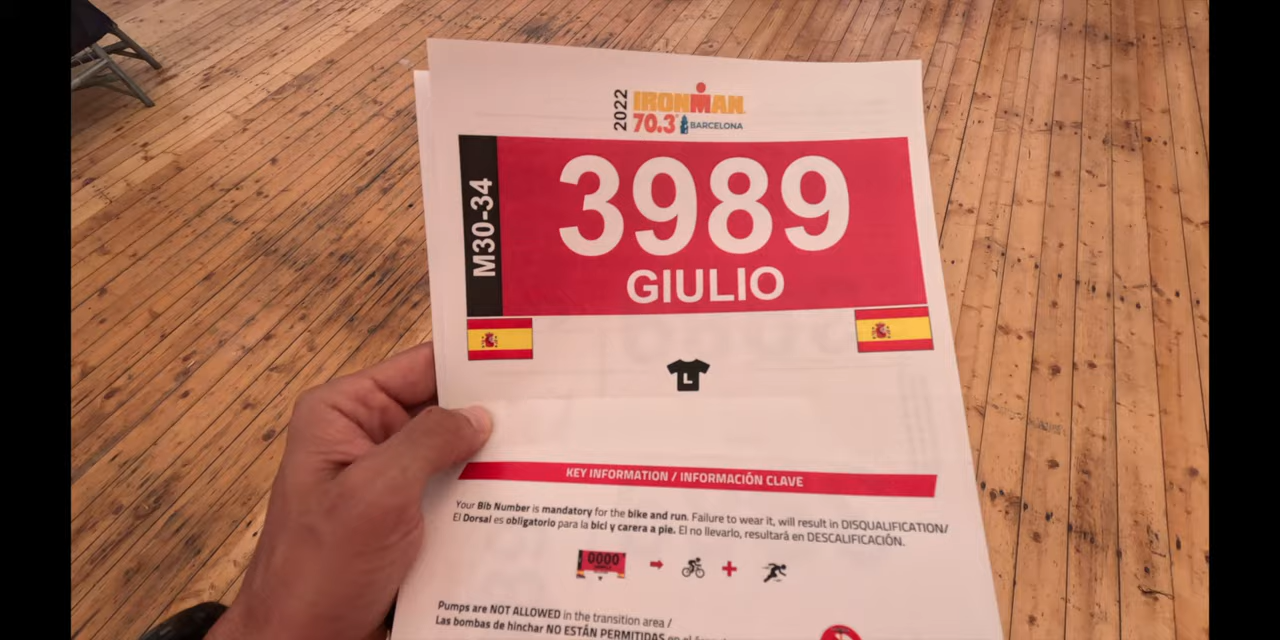 2022
IRONMAN
70.3 BARCELONA
M30-34
3989
GIULIO
L
KEY INFORMATION / INFORMACIÓN CLAVE
Your Bib Number is mandatory for the bike and run. Failure to wear it, will result in DISQUALIFICATION/
El Dorsal es obligatorio para la bici y carera a pie. El no llevarlo, resultará en DESCALIFICACIÓN.
0000
Pumps are NOT ALLOWED in the transition area /
Las bombas de hinchar NO ESTÁN PERMITIDAS en el